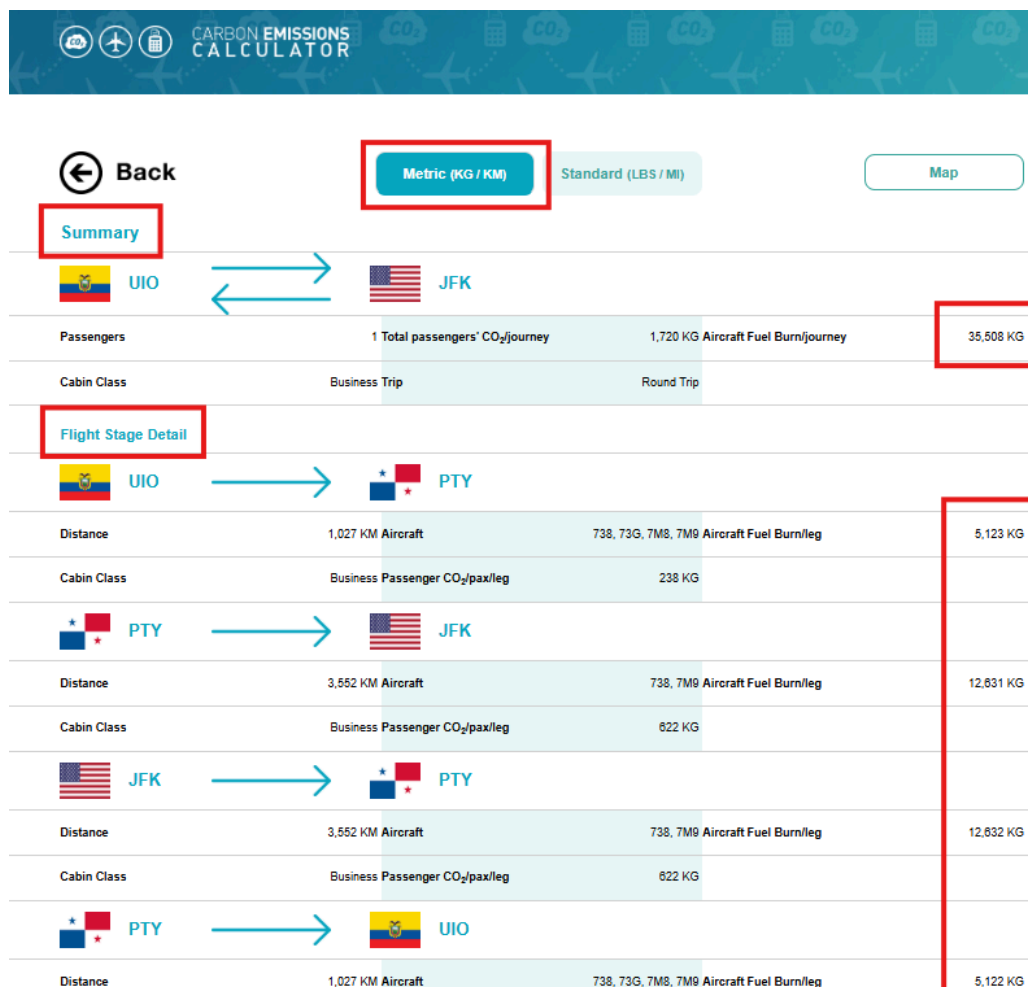 CO₂ CARBON EMISSIONS CO₂ CO₂ CO₂ CO₂ CO₂
CALCULATOR
Back Metric (KG / KM) Standard (LBS / MI) Map
Summary
UIO JFK
Passengers 1 Total passengers' CO₂/journey 1,720 KG Aircraft Fuel Burn/journey 35,508 KG
Cabin Class Business Trip Round Trip
Flight Stage Detail
UIO PTY
Distance 1,027 KM Aircraft 738, 73G, 7M8, 7M9 Aircraft Fuel Burn/leg 5,123 KG
Cabin Class Business Passenger CO₂/pax/leg 238 KG
PTY JFK
Distance 3,552 KM Aircraft 738, 7M9 Aircraft Fuel Burn/leg 12,631 KG
Cabin Class Business Passenger CO₂/pax/leg 622 KG
JFK PTY
Distance 3,552 KM Aircraft 738, 7M9 Aircraft Fuel Burn/leg 12,632 KG
Cabin Class Business Passenger CO₂/pax/leg 622 KG
PTY UIO
Distance 1,027 KM Aircraft 738, 73G, 7M8, 7M9 Aircraft Fuel Burn/leg 5,122 KG